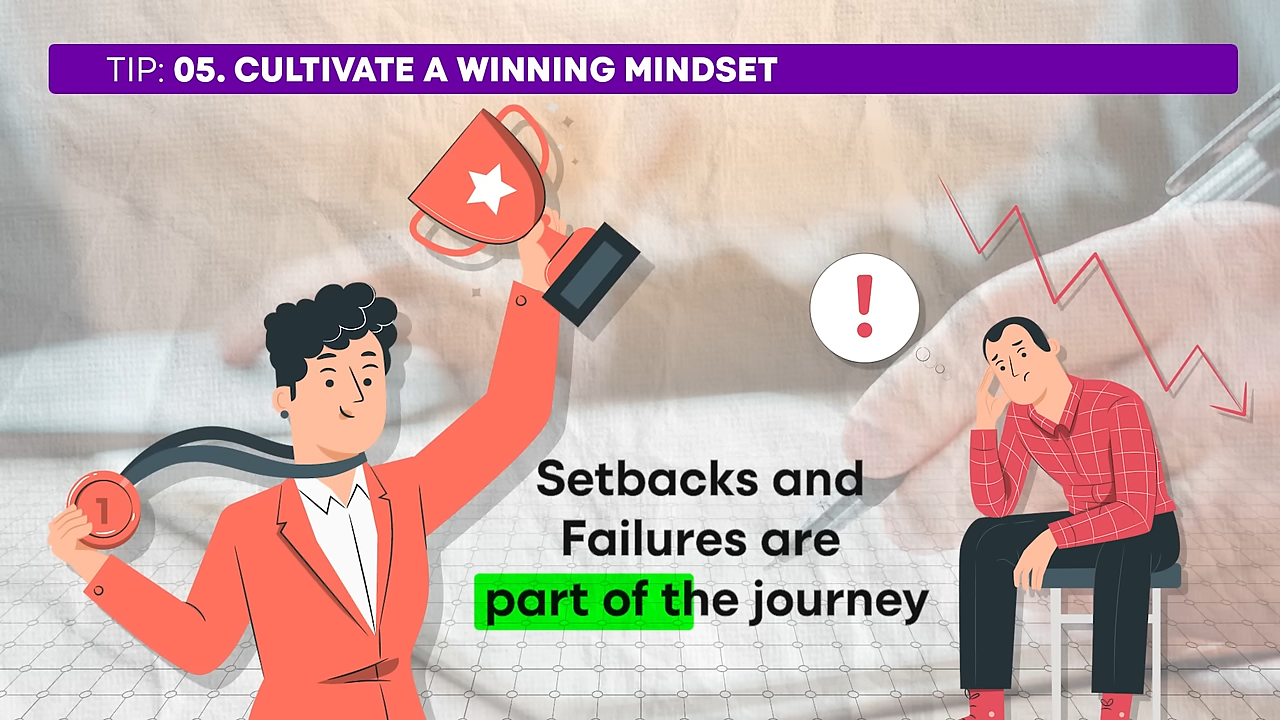 TIP: 05. CULTIVATE A WINNING MINDSET
1
!
Setbacks and
Failures are
part of the journey